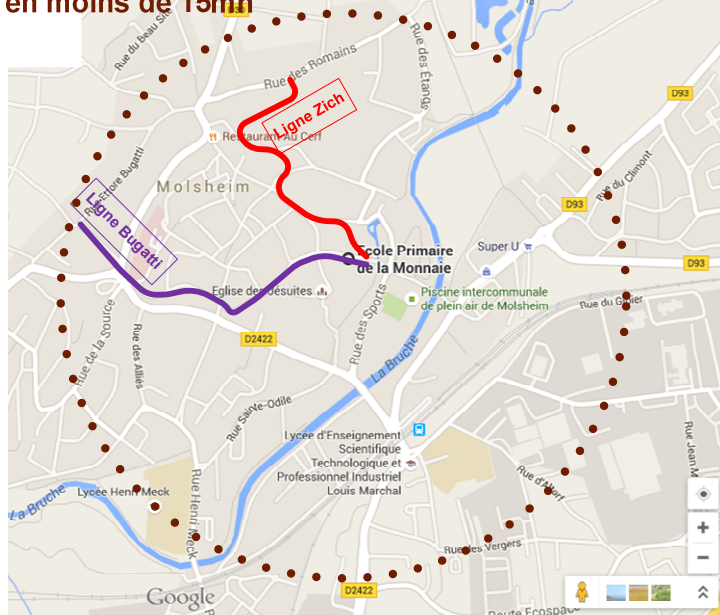 en moins de 15mn
Rue du Beau Sit
D93
Rue des Romains
Rue des Étangs
Ligne Zich
Restaurant Au Cerf
Rue Ettore Bugatti
Molsheim
D93
Rue du Climont
Ligne Bugatti
Super U
Ecole Primaire
de la Monnaie
D93
Eglise des Jésuites
Piscine intercommunale
de plein air de Molsheim
Rue du Gibier
Rue des Sports
Rue de la Source
Rue des Alliés
D2422
La Bruche
Rue Sainte-Odile
Lycée d'Enseignement
Scientifique
Technologique et
Professionnel Industriel
Louis Marchal
Rue Jean M
Rue d'Altorf
Lycée Henri Meck
La Bruche
Rue Henri Meck
Rue des Vergers
D2422
Google
Route Ecospace